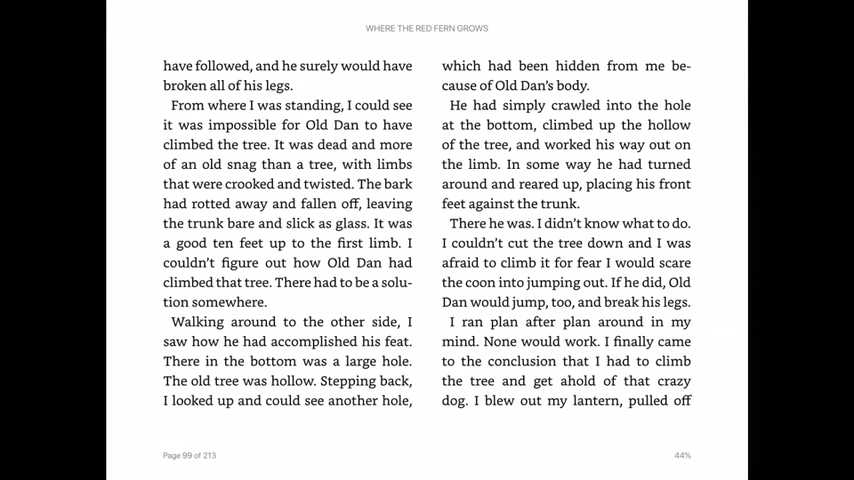 WHERE THE RED FERN GROWS
have followed, and he surely would have
broken all of his legs.
From where I was standing, I could see
it was impossible for Old Dan to have
climbed the tree. It was dead and more
of an old snag than a tree, with limbs
that were crooked and twisted. The bark
had rotted away and fallen off, leaving
the trunk bare and slick as glass. It was
a good ten feet up to the first limb. I
couldn't figure out how Old Dan had
climbed that tree. There had to be a solu-
tion somewhere.
Walking around to the other side, I
saw how he had accomplished his feat.
There in the bottom was a large hole.
The old tree was hollow. Stepping back,
I looked up and could see another hole,
which had been hidden from me be-
cause of Old Dan's body.
He had simply crawled into the hole
at the bottom, climbed up the hollow
of the tree, and worked his way out on
the limb. In some way he had turned
around and reared up, placing his front
feet against the trunk.
There he was. I didn't know what to do.
I couldn't cut the tree down and I was
afraid to climb it for fear I would scare
the coon into jumping out. If he did, Old
Dan would jump, too, and break his legs.
I ran plan after plan around in my
mind. None would work. I finally came
to the conclusion that I had to climb
the tree and get ahold of that crazy
dog. I blew out my lantern, pulled off
Page 99 of 213
44%